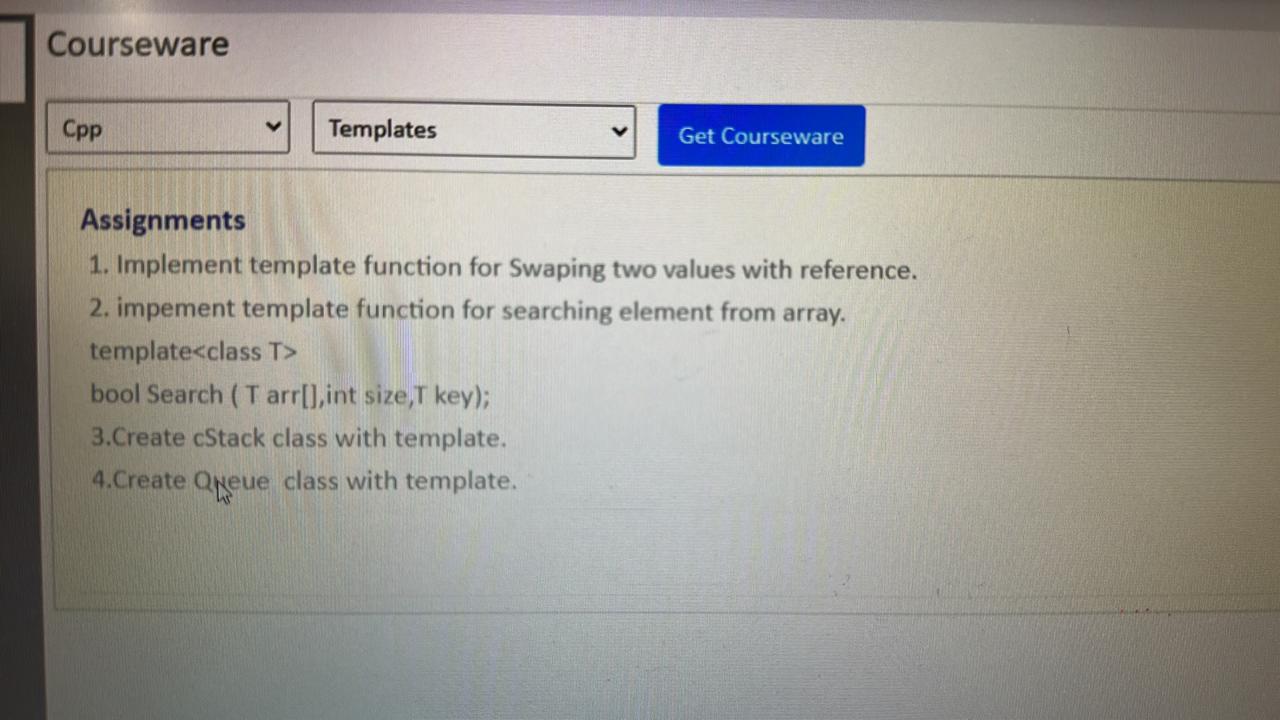 Courseware
Cpp
Templates
Get Courseware
Assignments
1. Implement template function for Swaping two values with reference.
2. impement template function for searching element from array.
template<class T>
bool Search ( T arr[],int size,T key);
3.Create cStack class with template.
4.Create Queue class with template.